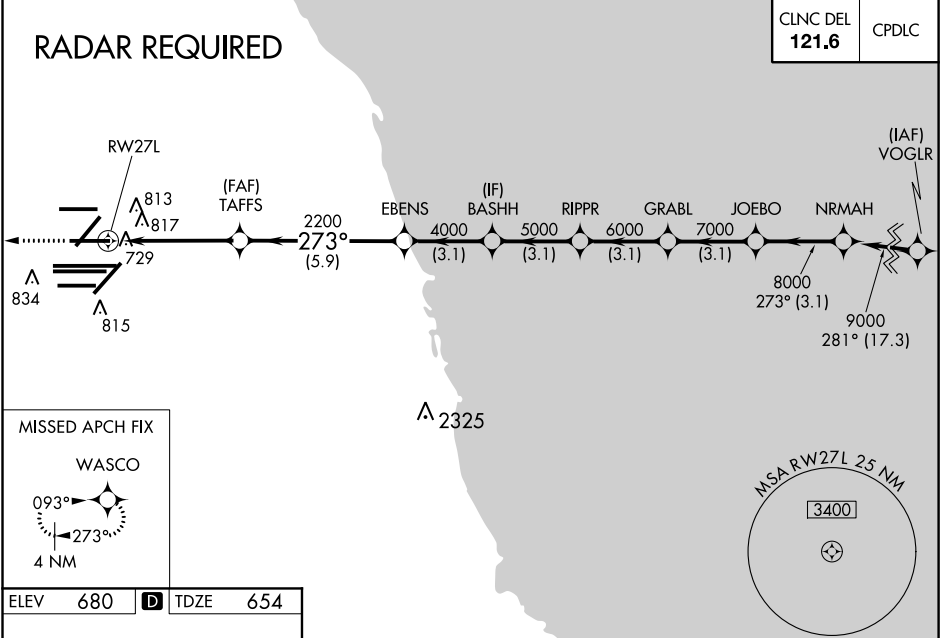 RADAR REQUIRED
CLNC DEL
121.6
CPDLC
RW27L
813
817
729
834
815
(FAF)
TAFFS
2200
273°
(5.9)
EBENS
4000
(3.1)
(IF)
BASHH
5000
(3.1)
RIPPR
6000
(3.1)
GRABL
7000
(3.1)
JOEBO
8000
273° (3.1)
NRMAH
9000
281° (17.3)
(IAF)
VOGLR
2325
MISSED APCH FIX
WASCO
093°
273°
4 NM
MSA RW27L 25 NM
3400
ELEV 680 D TDZE 654